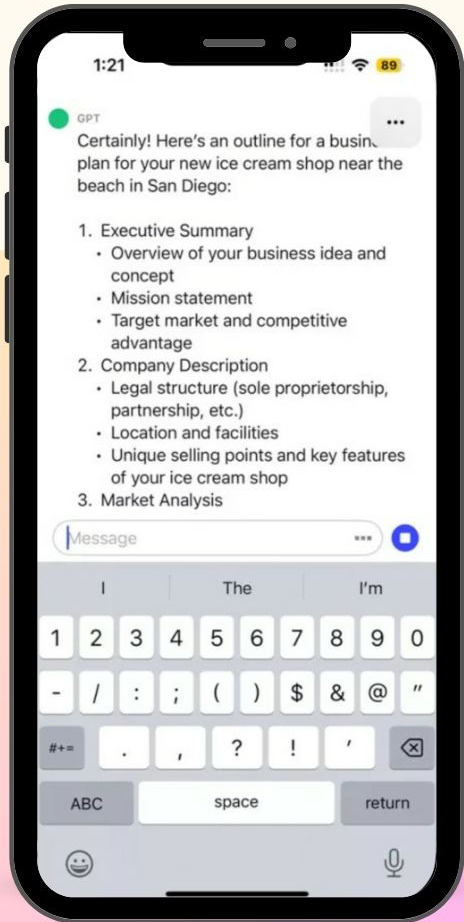 1:21
89
GPT
Certainly! Here's an outline for a busin
plan for your new ice cream shop near the
beach in San Diego:
1. Executive Summary
• Overview of your business idea and
concept
• Mission statement
• Target market and competitive
advantage
2. Company Description
• Legal structure (sole proprietorship,
partnership, etc.)
• Location and facilities
• Unique selling points and key features
of your ice cream shop
3. Market Analysis
Message
I The I'm
1 2 3 4 5 6 7 8 9 0
- / : ; ( ) $ & @ "
#+= . , ? ! '
ABC space return